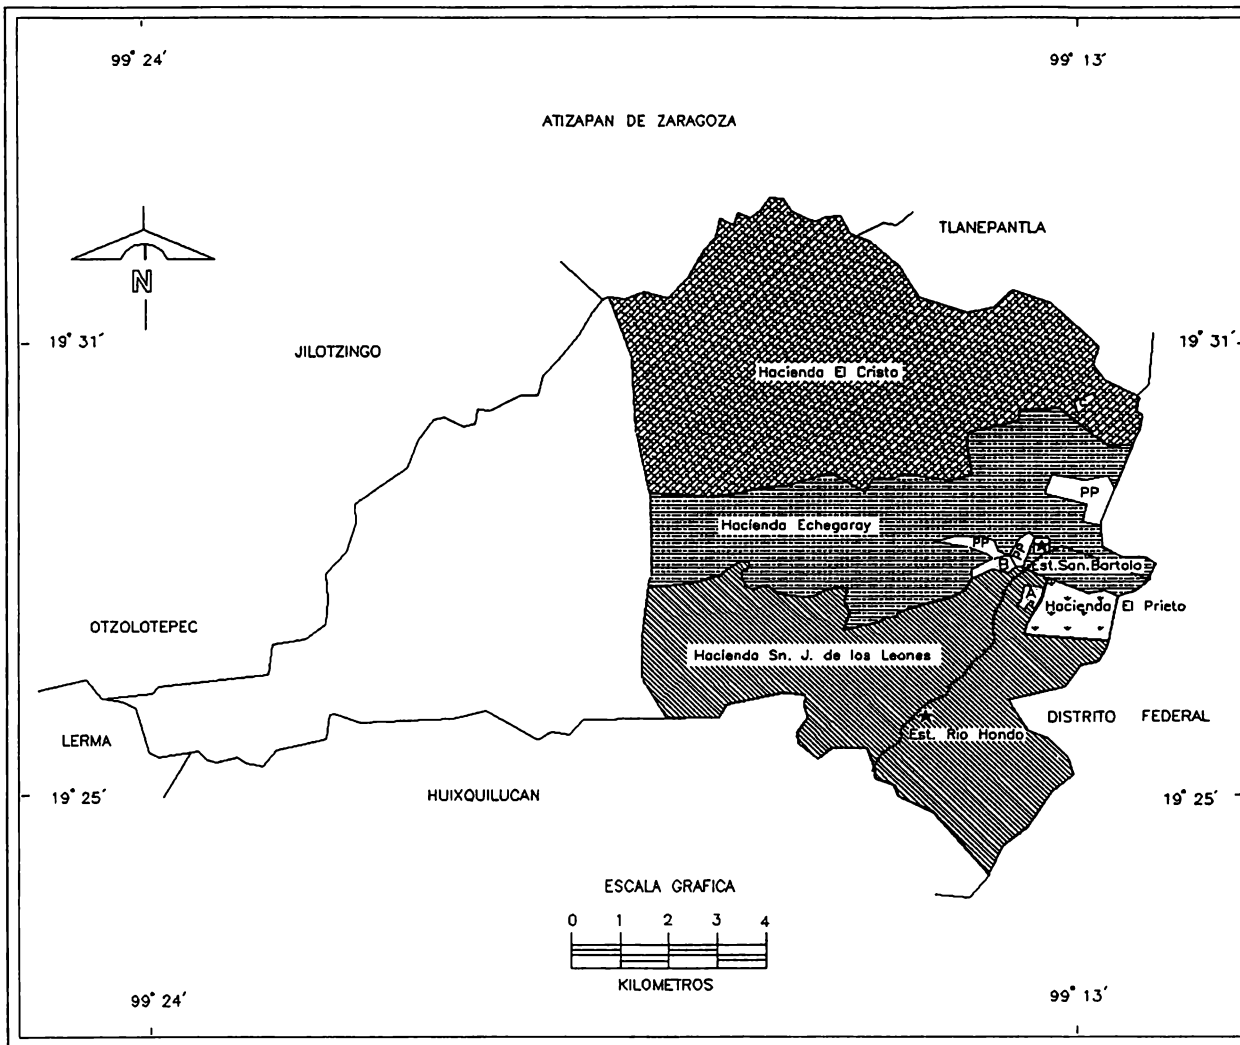 99° 24′
99° 13′
ATIZAPAN DE ZARAGOZA
TLANEPANTLA
N
19° 31′
JILOTZINGO
19° 31′
Hacienda El Cristo
PP
Hacienda Echegaray
PP
PP
A
B
Est. San. Bartolo
A
Hacienda El Prieto
OTZOLOTEPEC
Hacienda Sn. J. de los Leones
DISTRITO FEDERAL
Est. Rio Hondo
LERMA
19° 25′
HUIXQUILUCAN
19° 25′
ESCALA GRAFICA
0 1 2 3 4
KILOMETROS
99° 24′
99° 13′